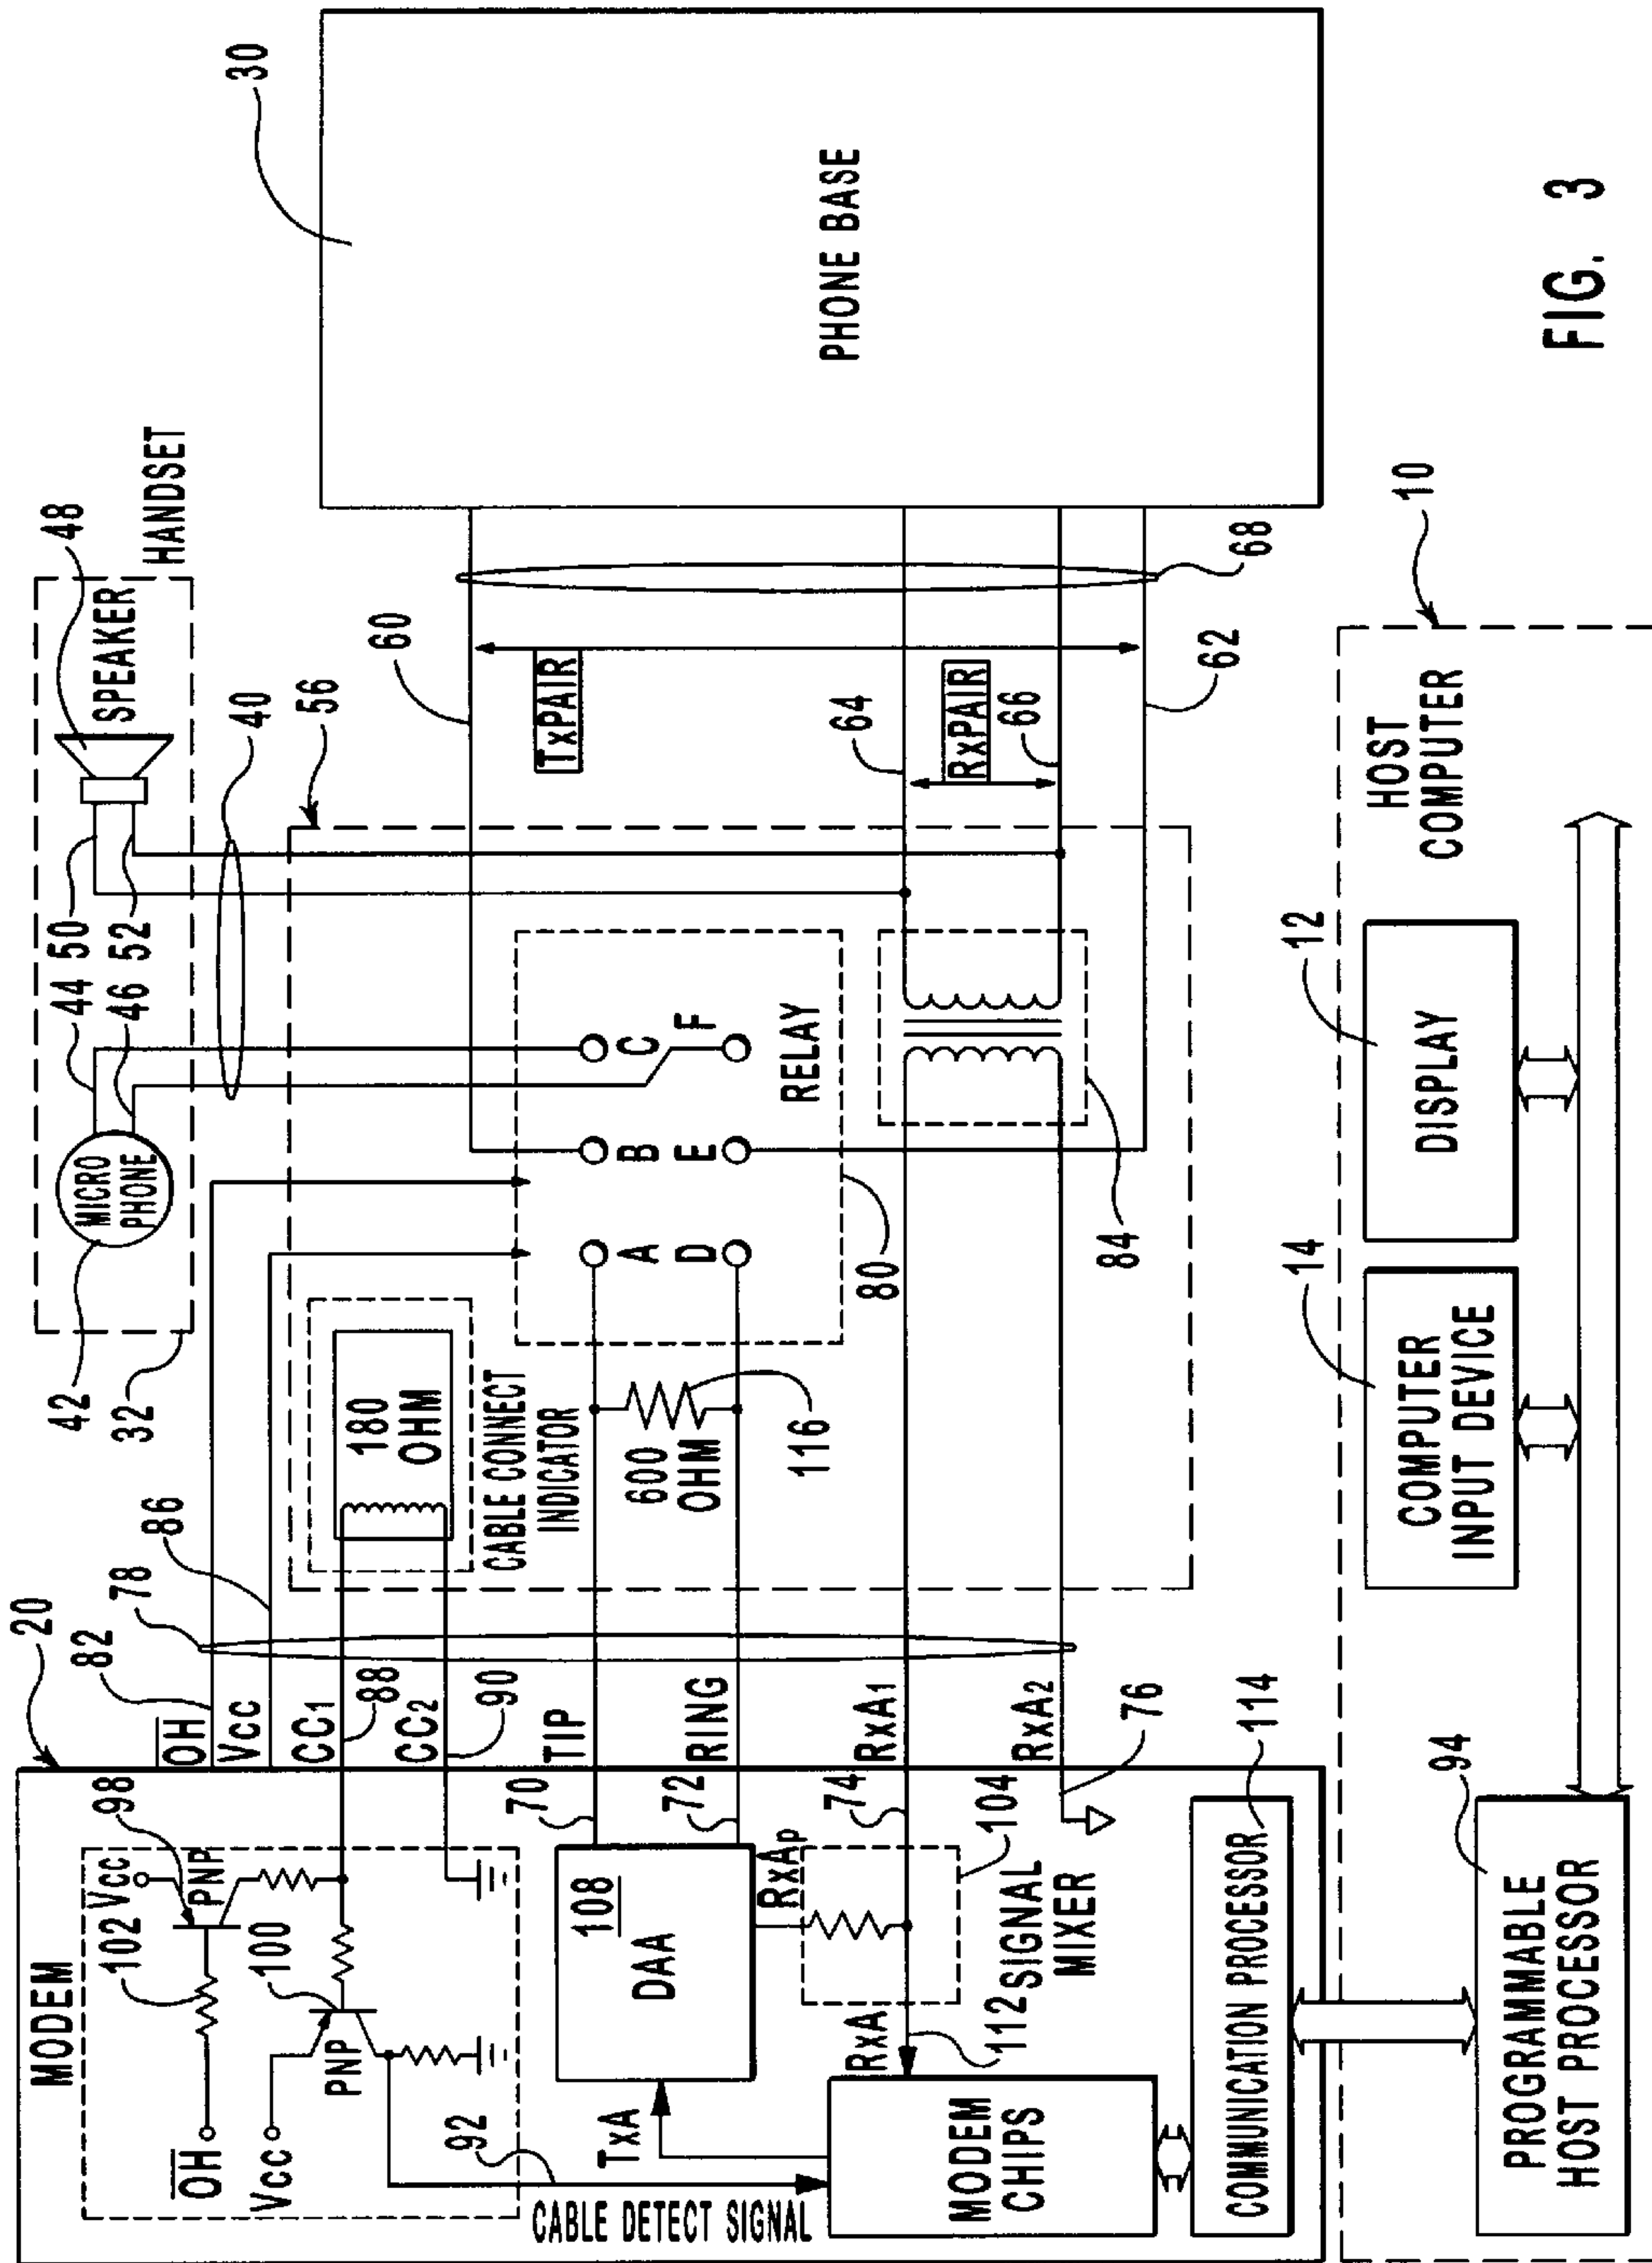 MODEM
20
82
78
86
O̅H̅
Vcc
CC1
88
CC2
90
TIP
70
RING
72
RxA1
74
RxA2
76
102
Vcc
98
PNP
100
O̅H̅
Vcc
PNP
92
CABLE DETECT SIGNAL
108
DAA
TxA
RxAP
RxA
112
SIGNAL
MIXER
104
MODEM
CHIPS
COMMUNICATION PROCESSOR
114
42
32
MICRO
PHONE
44
46
50
52
SPEAKER
48
HANDSET
40
56
180
OHM
CABLE CONNECT
INDICATOR
600
OHM
116
A
B
C
D
E
F
RELAY
80
84
60
TxPAIR
64
RxPAIR
66
62
68
30
PHONE BASE
94
PROGRAMMABLE
HOST PROCESSOR
14
COMPUTER
INPUT DEVICE
12
DISPLAY
HOST
COMPUTER
10
FIG. 3